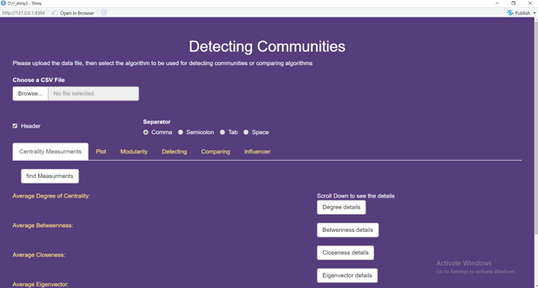 D:/r_shiny3 - Shiny
http://127.0.0.1:4364
Open in Browser
Publish
Detecting Communities
Please upload the data file, then select the algorithm to be used for detecting communities or comparing algorithms
Choose a CSV File
Browse... No file selected
Separator
Header
Comma Semicolon Tab Space
Centrality Measurments Plot Modularity Detecting Comparing Influencer
find Measurments
Average Degree of Centrality:
Scroll Down to see the details
Degree details
Average Betweenness:
Betwenness details
Average Closeness:
Closeness details
Activate Windows
Go to Settings to activate Windows.
Eigenvector details
Average Eigenvector: